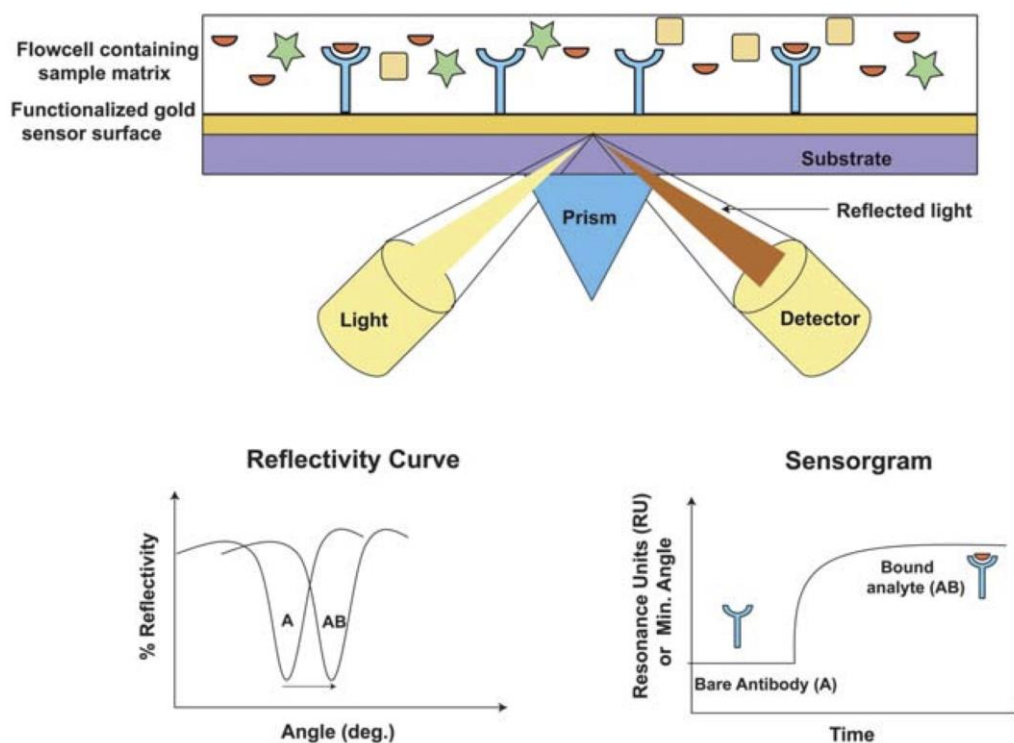 Flowcell containing
sample matrix
Functionalized gold
sensor surface
Substrate
Prism
Reflected light
Light
Detector
Reflectivity Curve
% Reflectivity
A
AB
Angle (deg.)
Sensorgram
Resonance Units (RU)
or Min. Angle
Bound
analyte (AB)
Bare Antibody (A)
Time